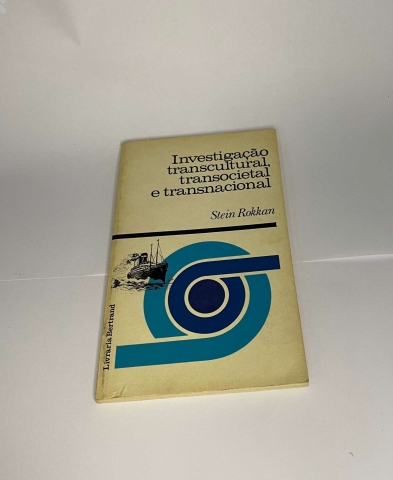 Investigação
transcultural,
transocietal
e transnacional
Stein Rokkan
Livraria Bertrand